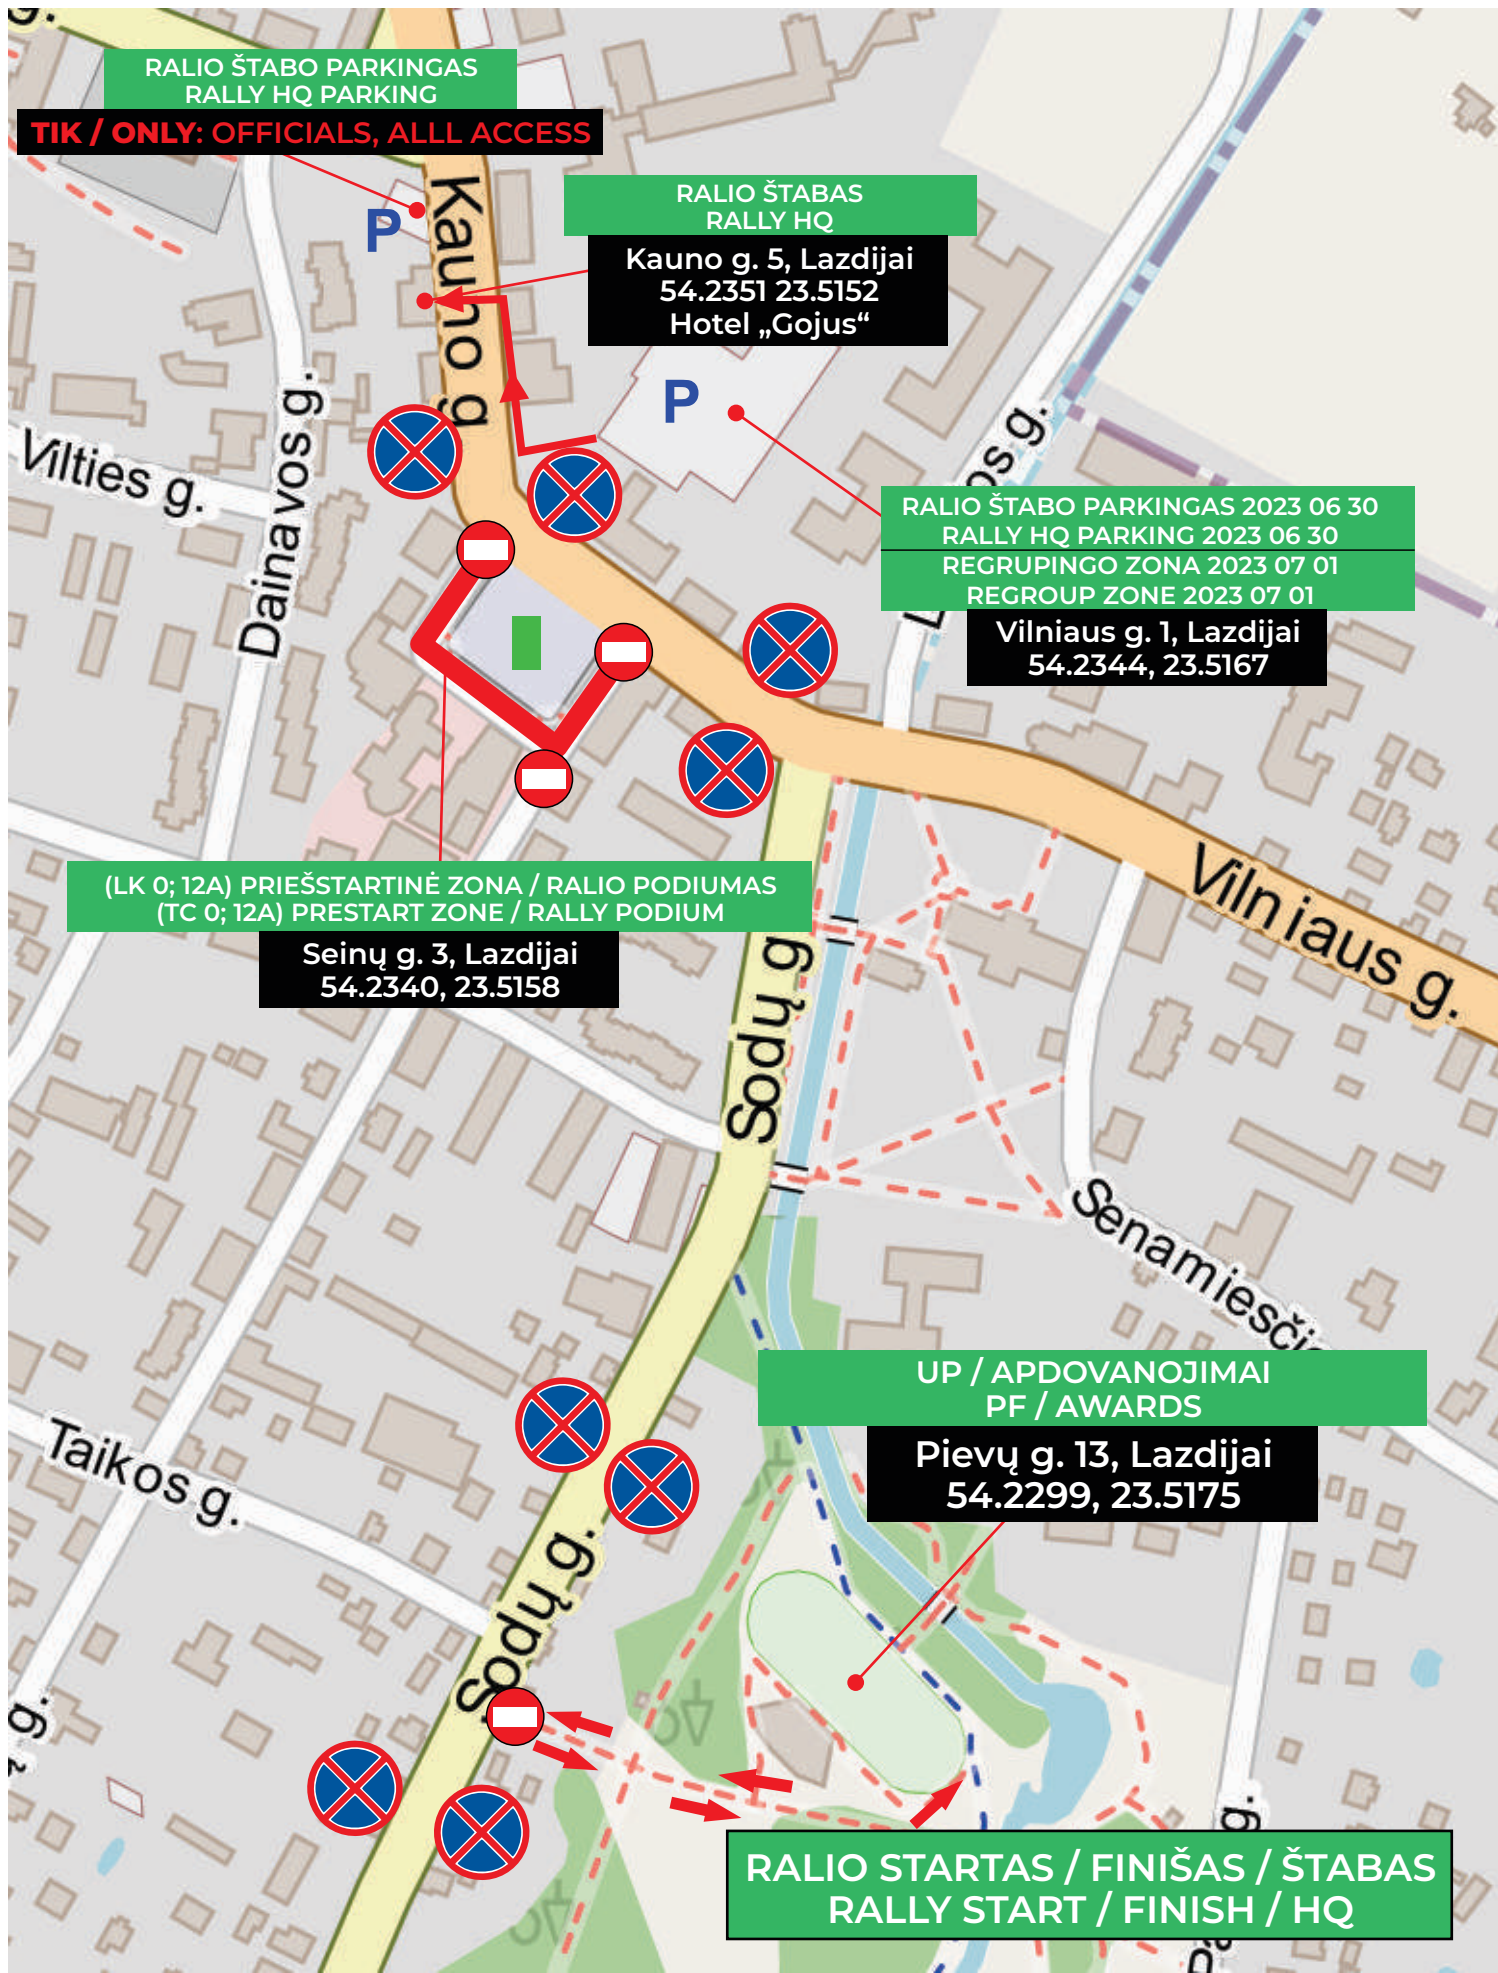 g.
RALIO ŠTABO PARKINGAS
RALLY HQ PARKING
TIK / ONLY: OFFICIALS, ALLL ACCESS
P
Kauno g
RALIO ŠTABAS
RALLY HQ
Kauno g. 5, Lazdijai
54.2351 23.5152
Hotel „Gojus“
P
Vilties g.
Dainavos g.
os g.
RALIO ŠTABO PARKINGAS 2023 06 30
RALLY HQ PARKING 2023 06 30
REGRUPINGO ZONA 2023 07 01
REGROUP ZONE 2023 07 01
Vilniaus g. 1, Lazdijai
54.2344, 23.5167
(LK 0; 12A) PRIEŠSTARTINĖ ZONA / RALIO PODIUMAS
(TC 0; 12A) PRESTART ZONE / RALLY PODIUM
Seinų g. 3, Lazdijai
54.2340, 23.5158
Vilniaus g.
Sodų g
Senamiesči
UP / APDOVANOJIMAI
PF / AWARDS
Pievų g. 13, Lazdijai
54.2299, 23.5175
Taikos g.
Sodų g.
ų g.
g.
RALIO STARTAS / FINIŠAS / ŠTABAS
RALLY START / FINISH / HQ